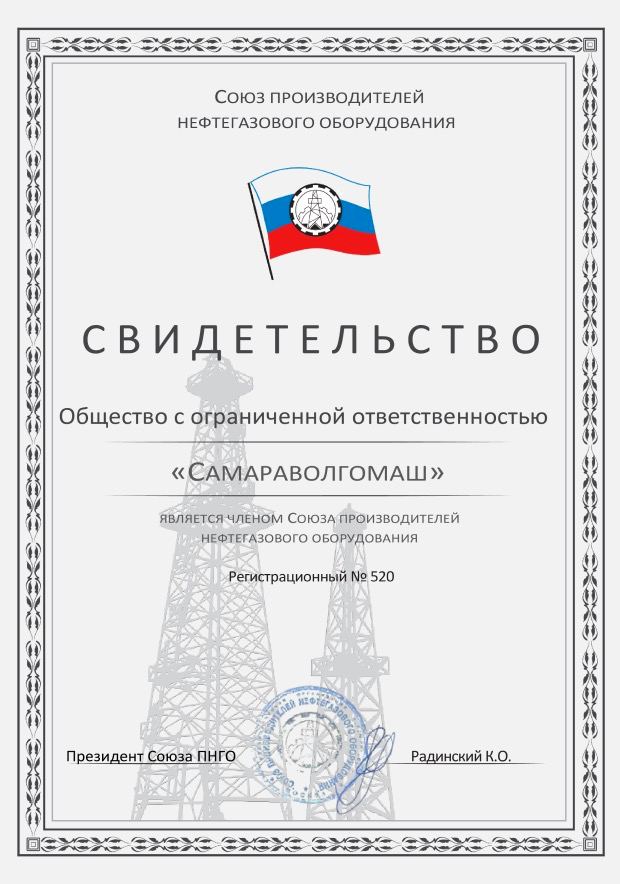 Союз производителей
нефтегазового оборудования
СВИДЕТЕЛЬСТВО
Общество с ограниченной ответственностью
«Самараволгомаш»
является членом Союза производителей
нефтегазового оборудования
Регистрационный № 520
Президент Союза ПНГО
Радинский К.О.